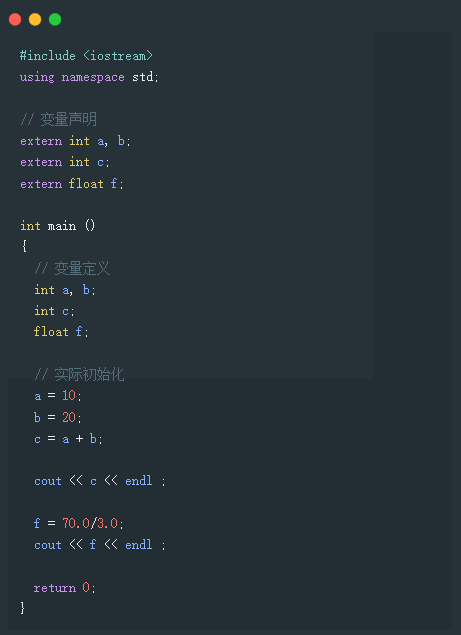 #include <iostream>
using namespace std;
// 变量声明
extern int a, b;
extern int c;
extern float f;
int main ()
{
// 变量定义
int a, b;
int c;
float f;
// 实际初始化
a = 10;
b = 20;
c = a + b;
cout << c << endl ;
f = 70.0/3.0;
cout << f << endl ;
return 0;
}